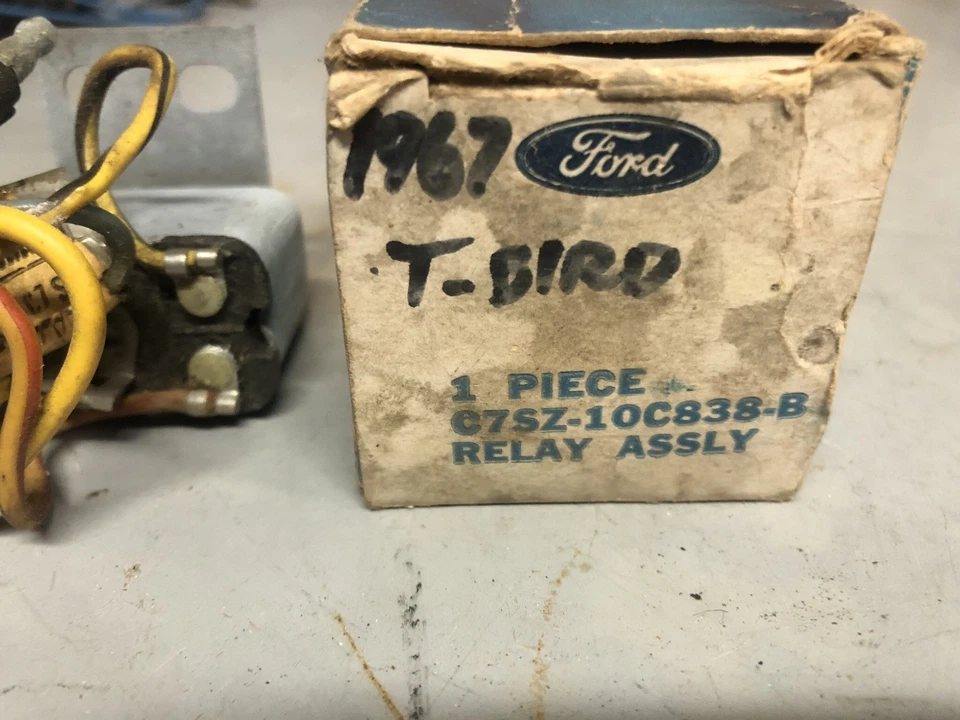 1967 Ford
T-BIRD
1 PIECE
C7SZ-10C838-B
RELAY ASSLY